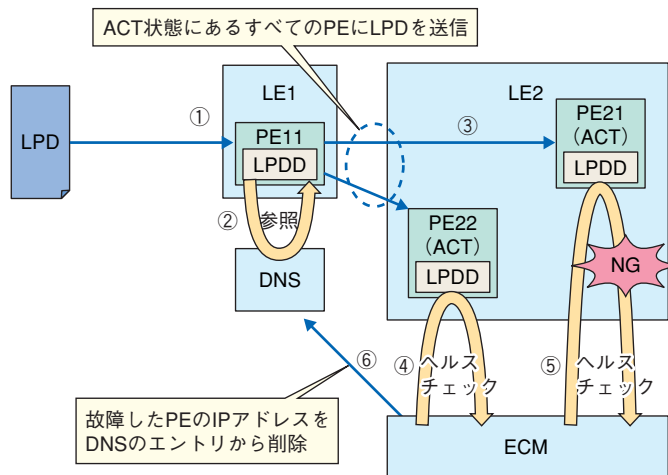 ACT状態にあるすべてのPEにLPDを送信
LE1
LE2
LPD
①
PE11
LPDD
③
PE21
(ACT)
LPDD
②
参照
PE22
(ACT)
LPDD
NG
DNS
⑥
④
ヘルス
チェック
⑤
ヘルス
チェック
故障したPEのIPアドレスを
DNSのエントリから削除
ECM